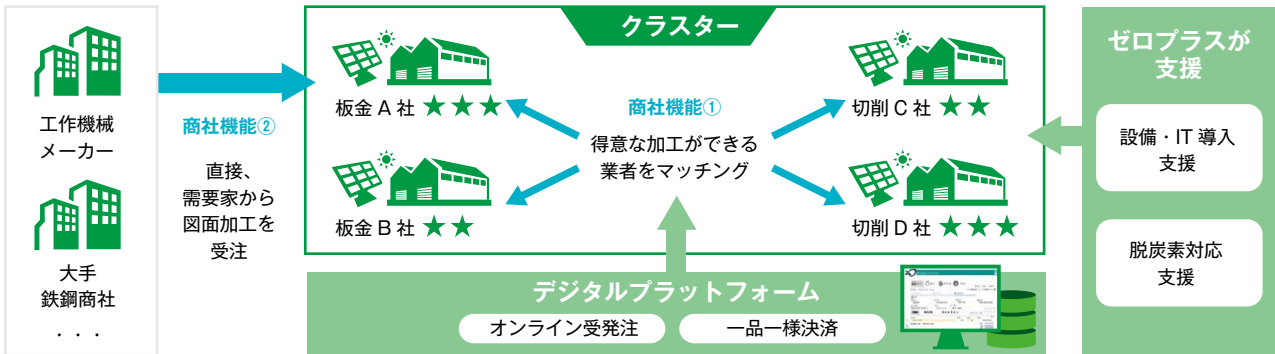 工作機械
メーカー
大手
鉄鋼商社
・・・
商社機能②
直接、
需要家から
図面加工を
受注
クラスター
板金A社 ★★★
板金B社 ★★
商社機能①
得意な加工ができる
業者をマッチング
切削C社 ★★
切削D社 ★★★
デジタルプラットフォーム
オンライン受発注
一品一様決済
ゼロプラスが
支援
設備・IT導入
支援
脱炭素対応
支援